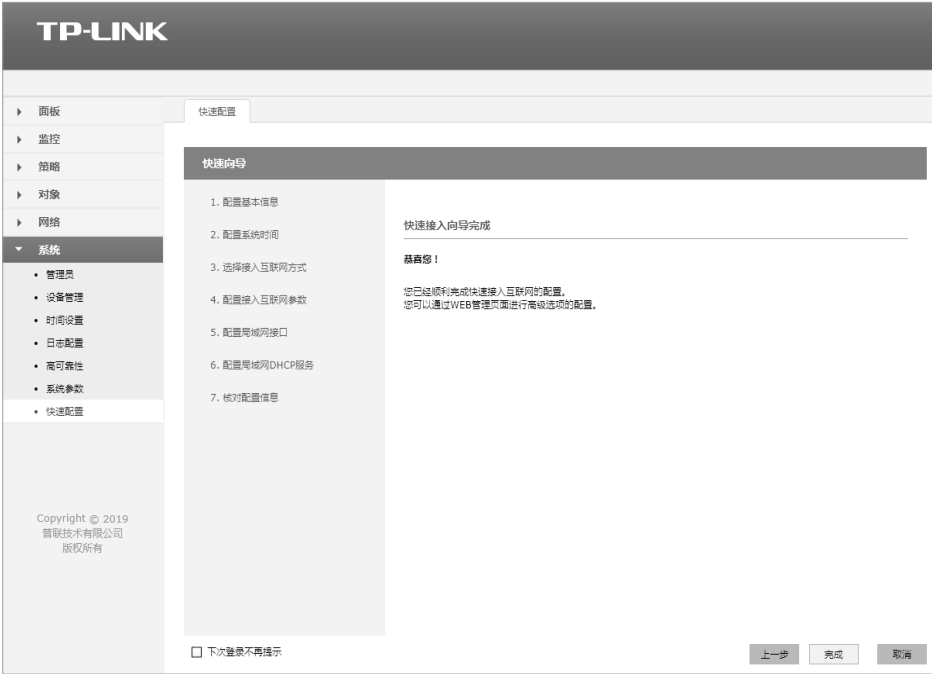 TP-LINK
面板
监控
策略
对象
网络
系统
管理员
设备管理
时间设置
日志配置
高可靠性
系统参数
快速配置
Copyright © 2019
普联技术有限公司
版权所有
快速配置
快速向导
1. 配置基本信息
2. 配置系统时间
3. 选择接入互联网方式
4. 配置接入互联网参数
5. 配置局域网接口
6. 配置局域网DHCP服务
7. 核对配置信息
快速接入向导完成
恭喜您！
您已经顺利完成快速接入互联网的配置。
您可以通过WEB管理页面进行高级选项的配置。
下次登录不再提示
上一步 完成 取消